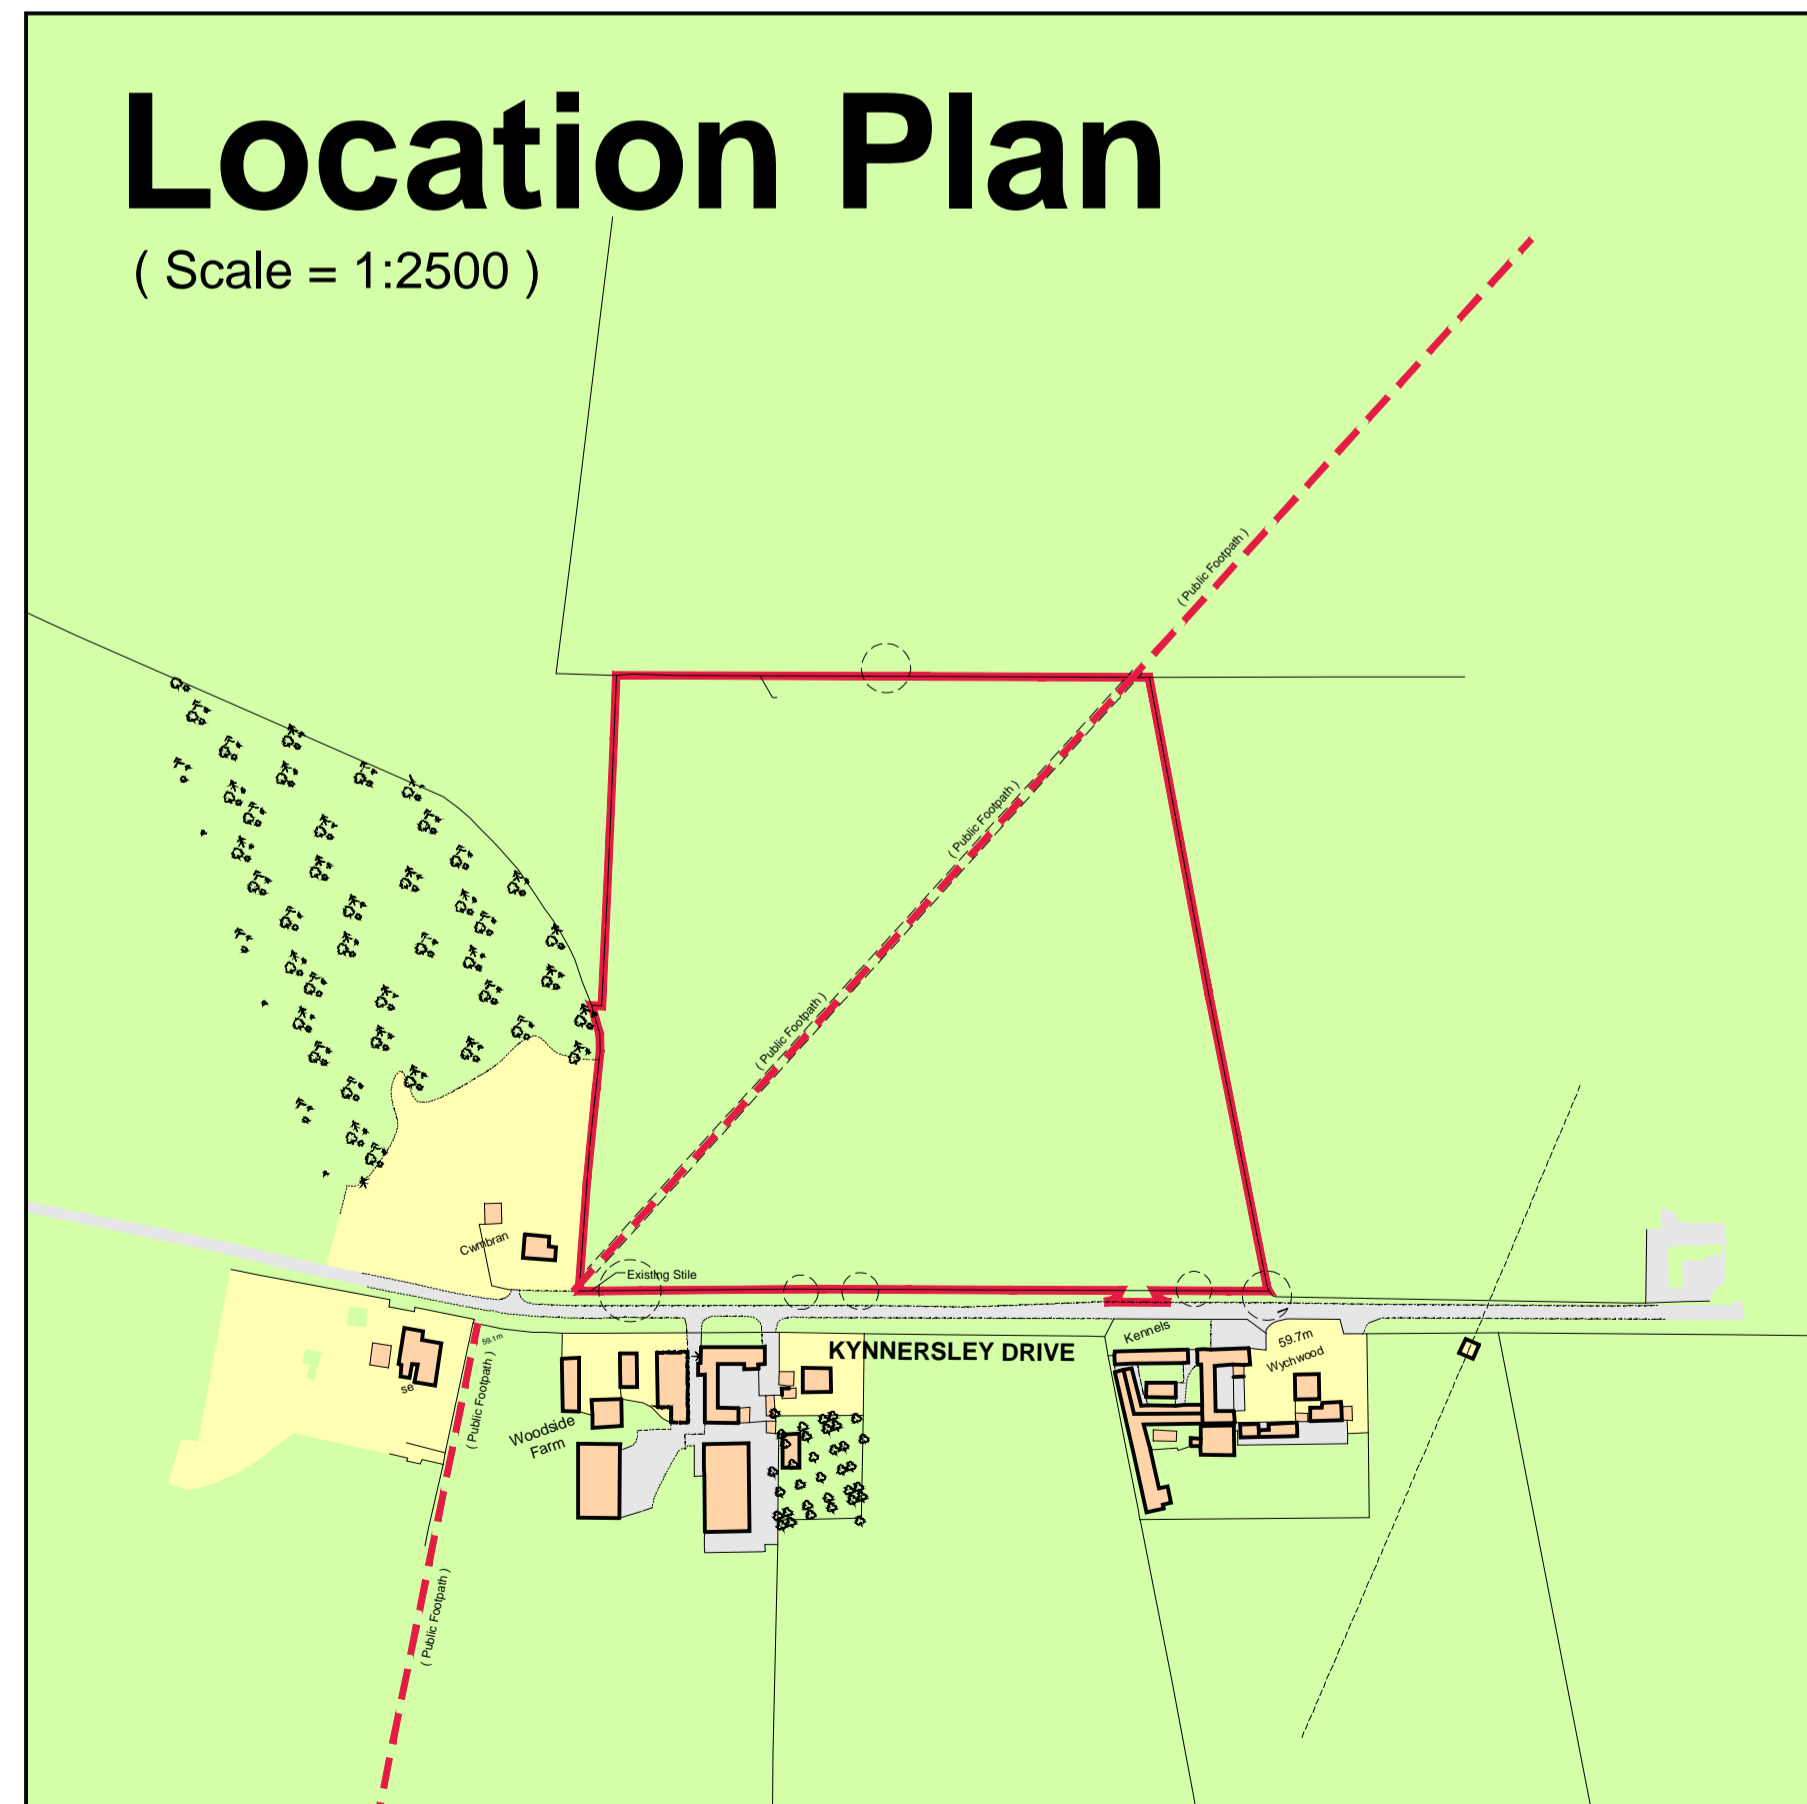 Location Plan
( Scale = 1:2500 )
( Public Footpath )
( Public Footpath )
( Public Footpath )
Cwmbran
Existing Stile
KYNNERSLEY DRIVE
Kennels
59.7m
Wychwood
59.1m
se
( Public Footpath )
Woodside
Farm
( Public Footpath )